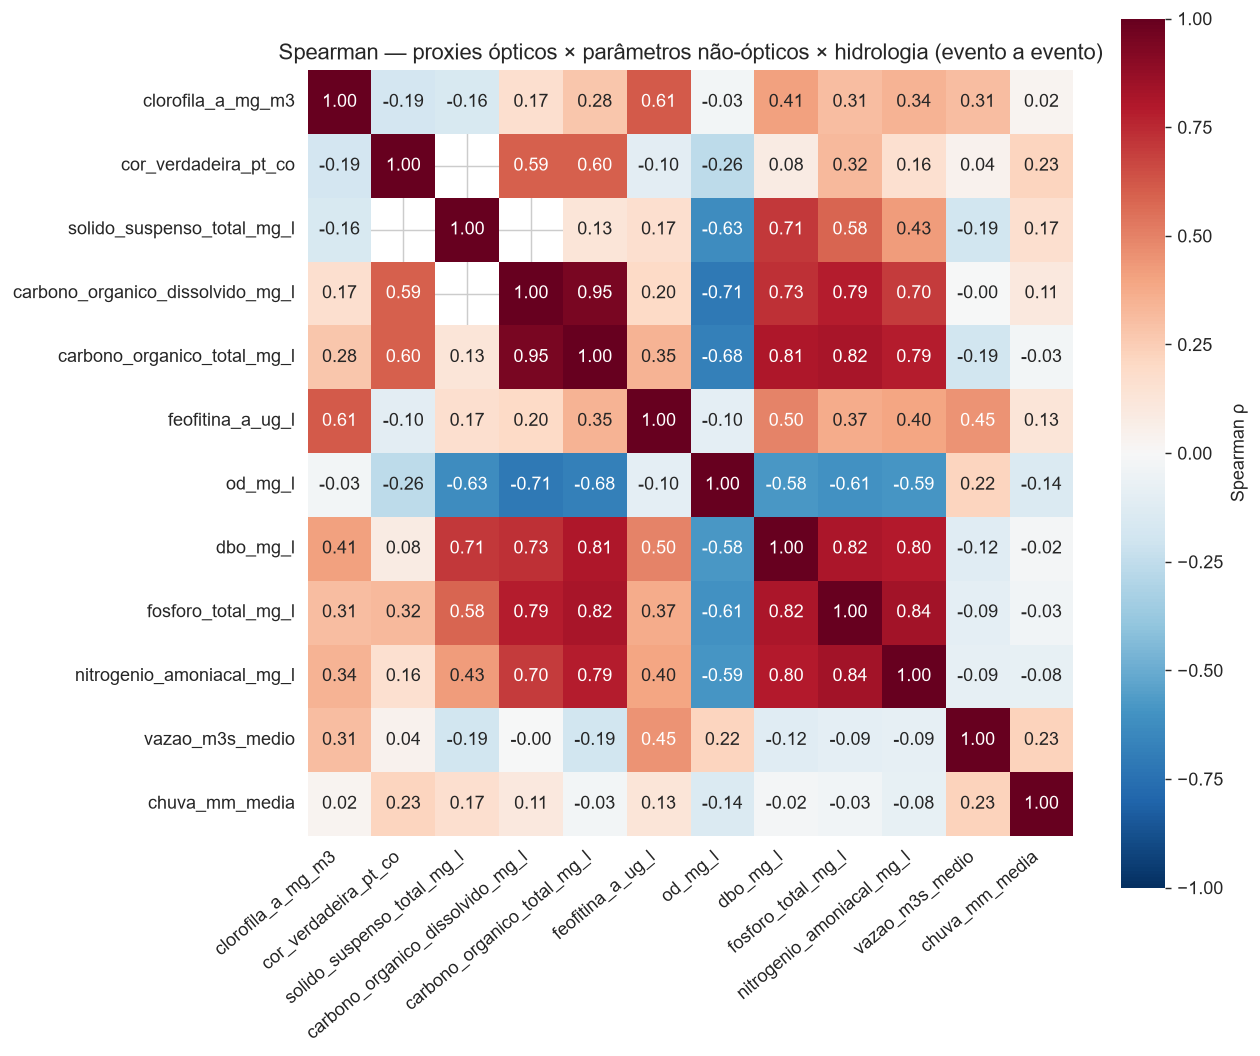 Spearman — proxies ópticos × parâmetros não-ópticos × hidrologia (evento a evento)
clorofila_a_mg_m3 1.00 -0.19 -0.16 0.17 0.28 0.61 -0.03 0.41 0.31 0.34 0.31 0.02
cor_verdadeira_pt_co -0.19 1.00 0.59 0.60 -0.10 -0.26 0.08 0.32 0.16 0.04 0.23
solido_suspenso_total_mg_l -0.16 1.00 0.13 0.17 -0.63 0.71 0.58 0.43 -0.19 0.17
carbono_organico_dissolvido_mg_l 0.17 0.59 1.00 0.95 0.20 -0.71 0.73 0.79 0.70 -0.00 0.11
carbono_organico_total_mg_l 0.28 0.60 0.13 0.95 1.00 0.35 -0.68 0.81 0.82 0.79 -0.19 -0.03
feofitina_a_ug_l 0.61 -0.10 0.17 0.20 0.35 1.00 -0.10 0.50 0.37 0.40 0.45 0.13
od_mg_l -0.03 -0.26 -0.63 -0.71 -0.68 -0.10 1.00 -0.58 -0.61 -0.59 0.22 -0.14
dbo_mg_l 0.41 0.08 0.71 0.73 0.81 0.50 -0.58 1.00 0.82 0.80 -0.12 -0.02
fosforo_total_mg_l 0.31 0.32 0.58 0.79 0.82 0.37 -0.61 0.82 1.00 0.84 -0.09 -0.03
nitrogenio_amoniacal_mg_l 0.34 0.16 0.43 0.70 0.79 0.40 -0.59 0.80 0.84 1.00 -0.09 -0.08
vazao_m3s_medio 0.31 0.04 -0.19 -0.00 -0.19 0.45 0.22 -0.12 -0.09 -0.09 1.00 0.23
chuva_mm_media 0.02 0.23 0.17 0.11 -0.03 0.13 -0.14 -0.02 -0.03 -0.08 0.23 1.00
clorofila_a_mg_m3
cor_verdadeira_pt_co
solido_suspenso_total_mg_l
carbono_organico_dissolvido_mg_l
carbono_organico_total_mg_l
feofitina_a_ug_l
od_mg_l
dbo_mg_l
fosforo_total_mg_l
nitrogenio_amoniacal_mg_l
vazao_m3s_medio
chuva_mm_media
1.00
0.75
0.50
0.25
0.00
−0.25
−0.50
−0.75
−1.00
Spearman ρ